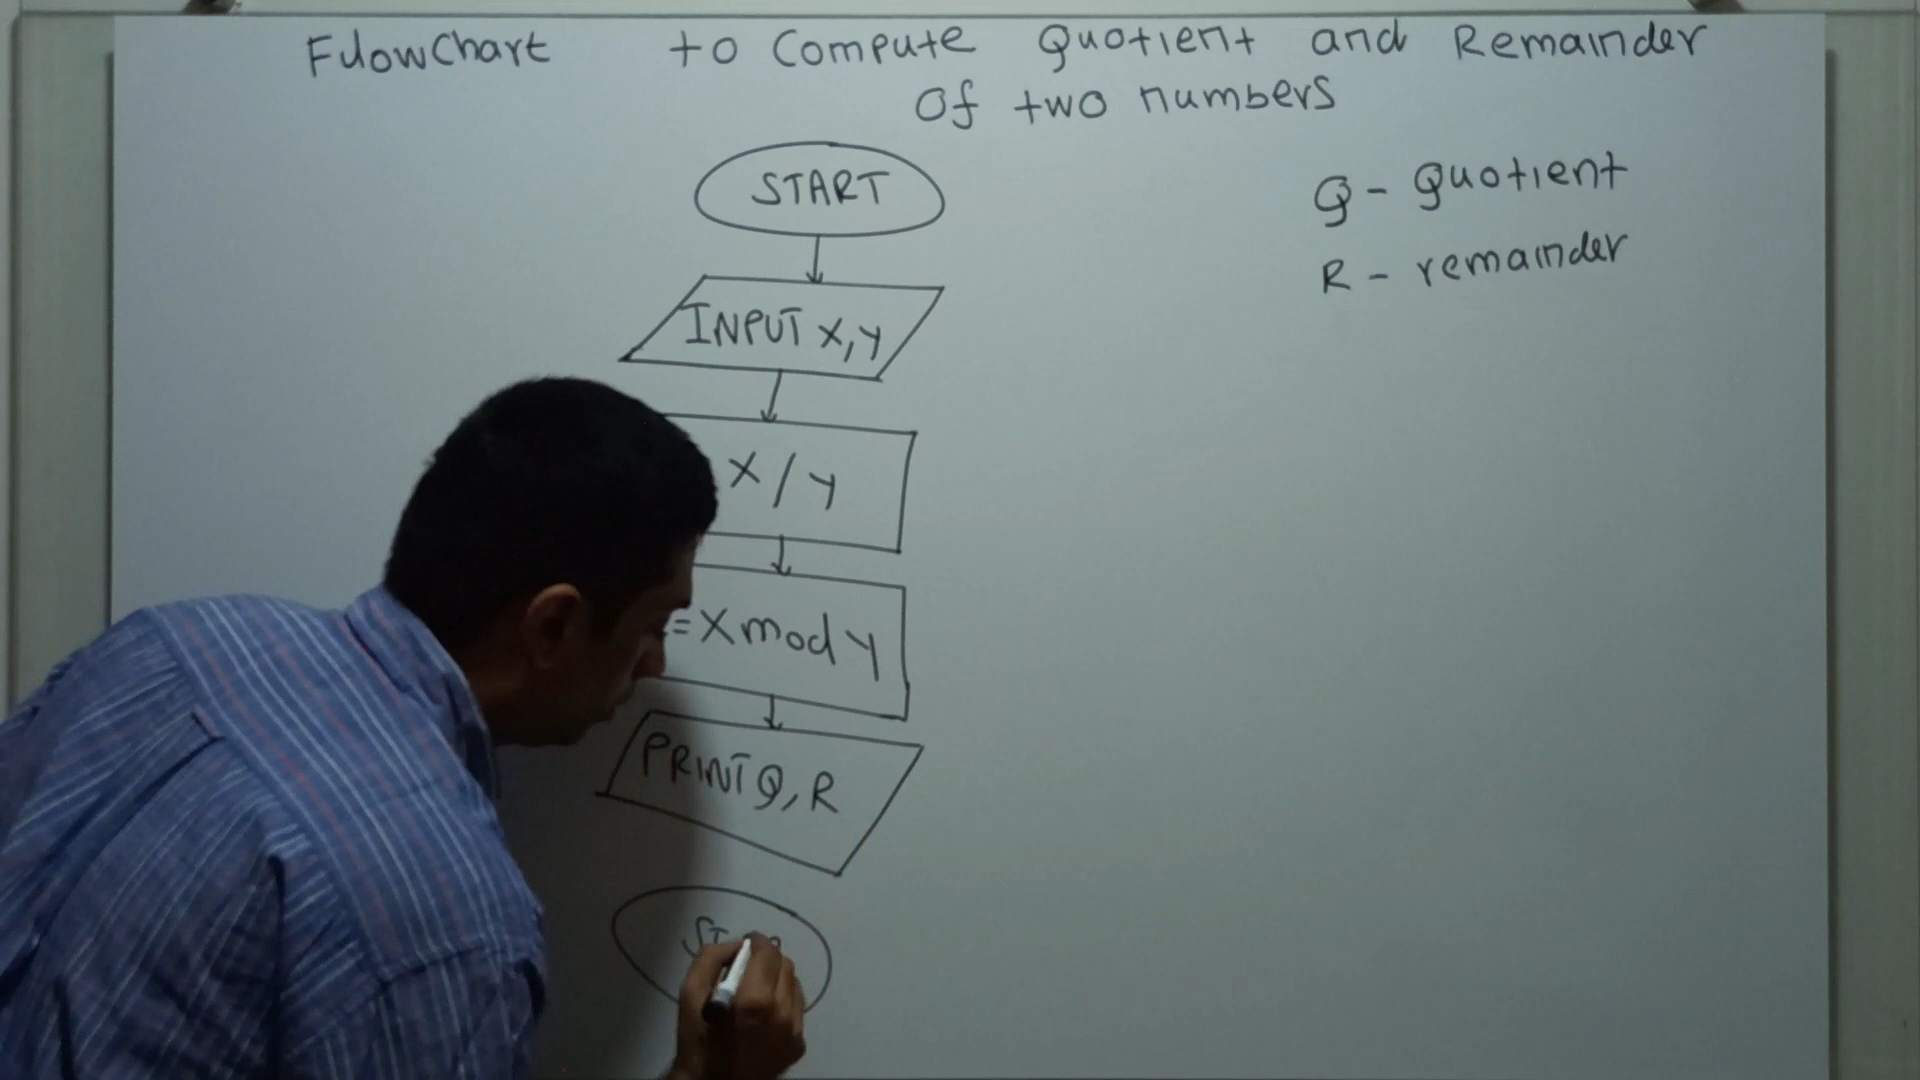 Flowchart to Compute Quotient and Remainder
of two numbers
START
Q - Quotient
R - remainder
INPUT X, Y
X / Y
= X mod Y
PRINT Q, R